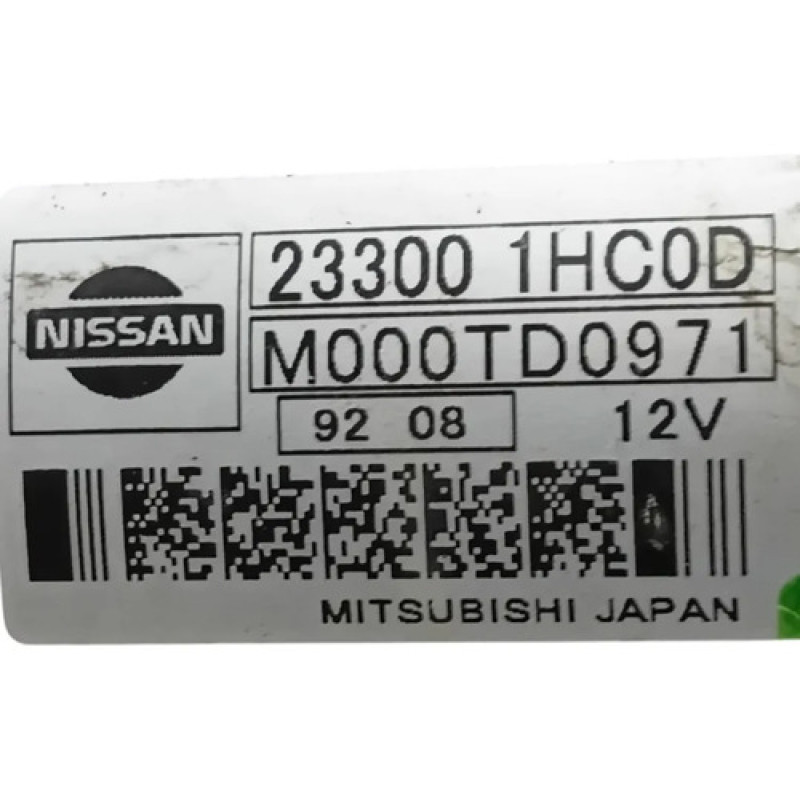 NISSAN
23300 1HC0D
M000TD0971
92 08
12V
MITSUBISHI JAPAN